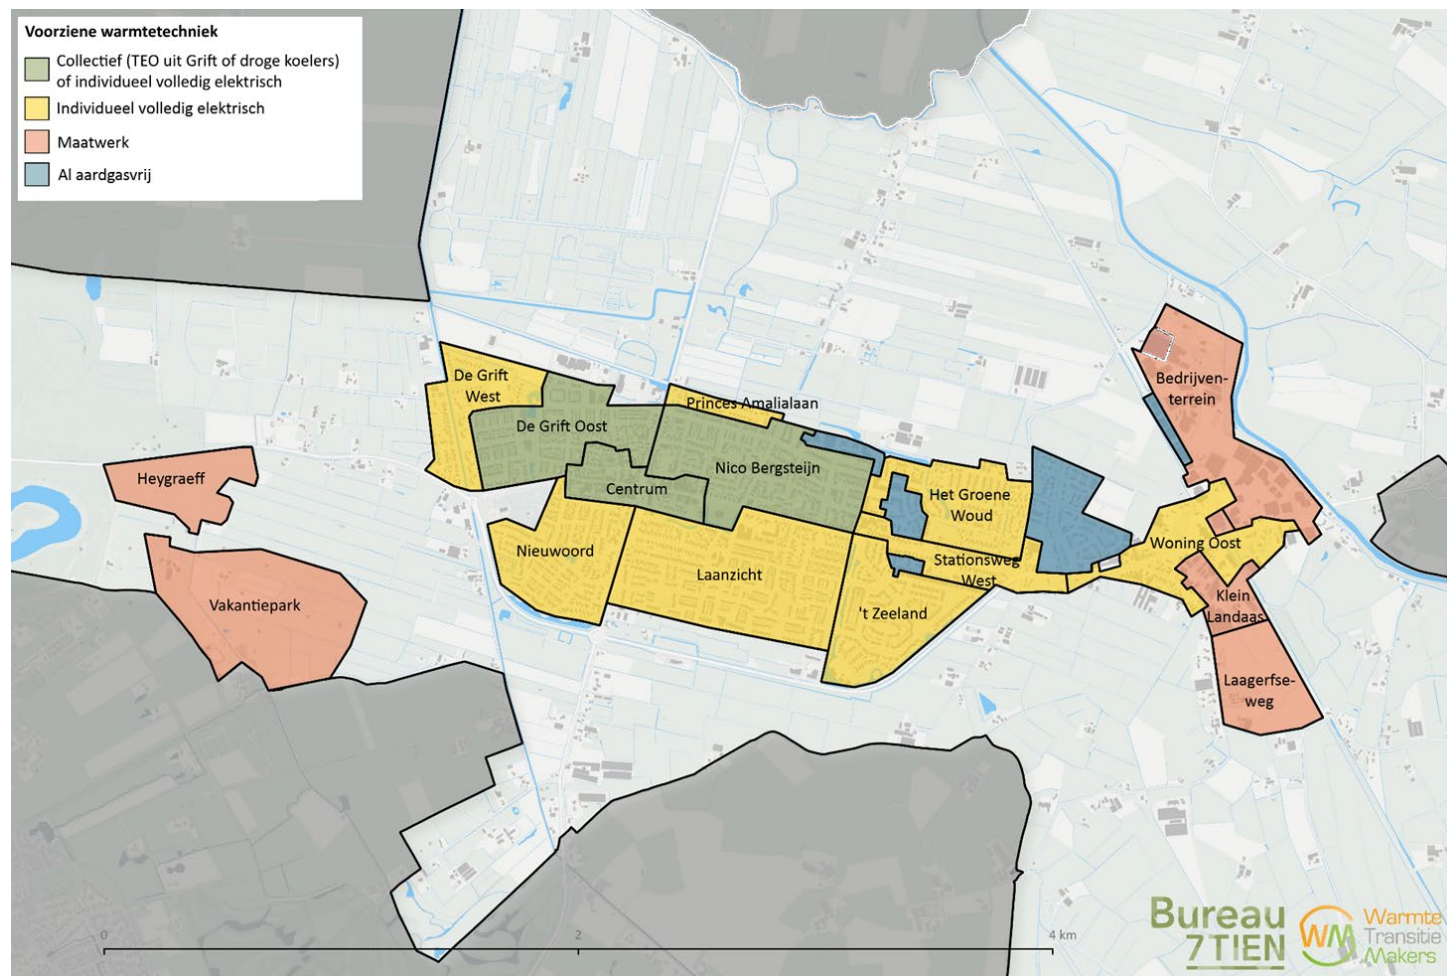 Voorziene warmtetechniek
Collectief (TEO uit Grift of droge koelers)
of individueel volledig elektrisch
Individueel volledig elektrisch
Maatwerk
Al aardgasvrij
De Grift
West
Princes Amalialaan
De Grift Oost
Bedrijven-
terrein
Heygraeff
Nico Bergsteijn
Centrum
Het Groene
Woud
Nieuwoord
Woning Oost
Laanzicht
Stationsweg
West
Vakantiepark
't Zeeland
Klein
Landaas
Laagerfse-
weg
0
2
4 km
Bureau
7TIEN
WM
Warmte
Transitie
Makers